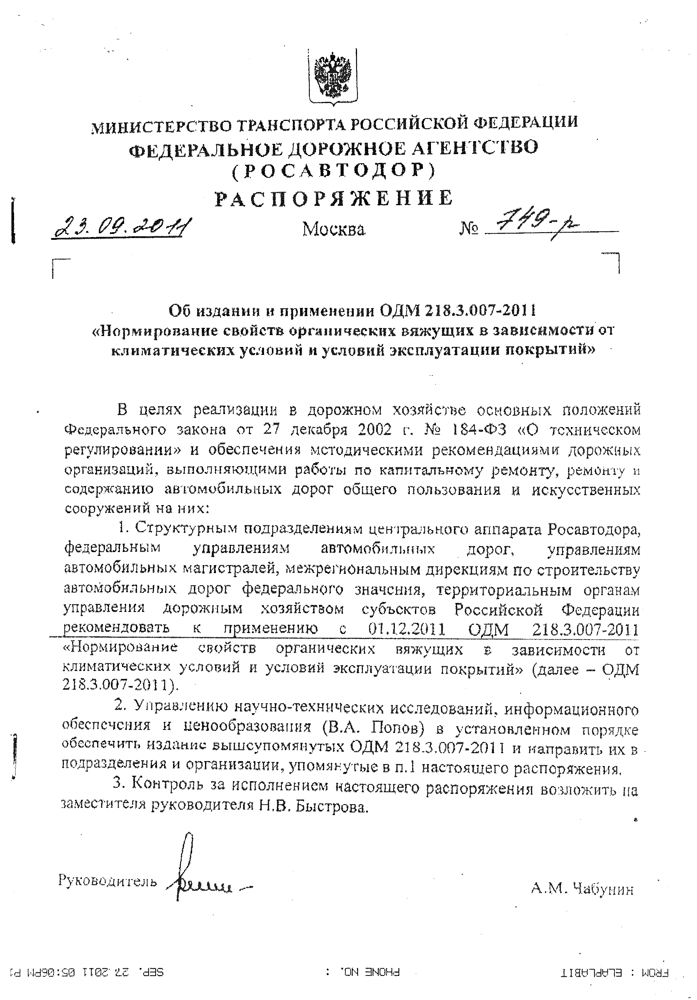 МИНИСТЕРСТВО ТРАНСПОРТА РОССИЙСКОЙ ФЕДЕРАЦИИ
ФЕДЕРАЛЬНОЕ ДОРОЖНОЕ АГЕНТСТВО
(РОСАВТОДОР)
РАСПОРЯЖЕНИЕ
23.09.2011 Москва № 749-р
Об издании и применении ОДМ 218.3.007-2011
«Нормирование свойств органических вяжущих в зависимости от
климатических условий и условий эксплуатации покрытий»
В целях реализации в дорожном хозяйстве основных положений
Федерального закона от 27 декабря 2002 г. № 184-ФЗ «О техническом
регулировании» и обеспечения методическими рекомендациями дорожных
организаций, выполняющими работы по капитальному ремонту, ремонту и
содержанию автомобильных дорог общего пользования и искусственных
сооружений на них:
1. Структурным подразделениям центрального аппарата Росавтодора,
федеральным управлениям автомобильных дорог, управлениям
автомобильных магистралей, межрегиональным дирекциям по строительству
автомобильных дорог федерального значения, территориальным органам
управления дорожным хозяйством субъектов Российской Федерации
рекомендовать к применению с 01.12.2011 ОДМ 218.3.007-2011
«Нормирование свойств органических вяжущих в зависимости от
климатических условий и условий эксплуатации покрытий» (далее – ОДМ
218.3.007-2011).
2. Управлению научно-технических исследований, информационного
обеспечения и ценообразования (В.А. Попов) в установленном порядке
обеспечить издание вышеупомянутых ОДМ 218.3.007-2011 и направить их в
подразделения и организации, упомянутые в п.1 настоящего распоряжения.
3. Контроль за исполнением настоящего распоряжения возложить на
заместителя руководителя Н.В. Быстрова.
Руководитель А.М. Чабунин
FROM : ELAPLABIT PHONE NO. : SEP. 27 2011 05:06PM P1